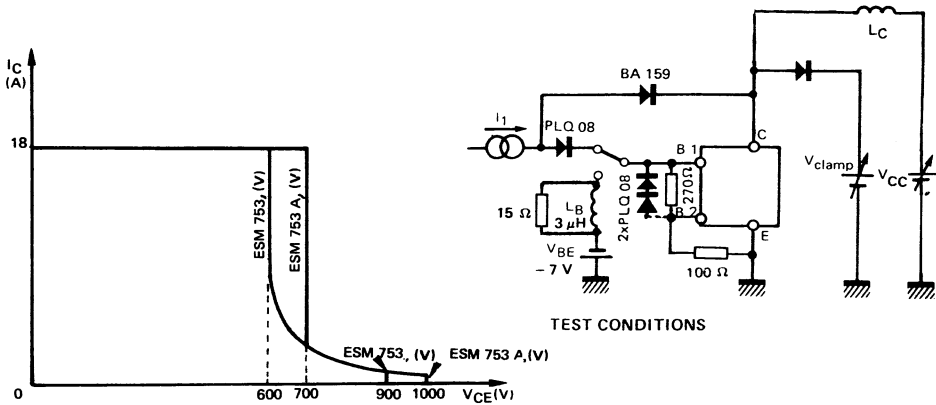 I_C
(A)
18
ESM 753, (V)
ESM 753 A, (V)
ESM 753., (V)
ESM 753 A, (V)
0
600
700
900
1000
V_CE (V)
L_C
BA 159
I_1
PLQ 08
C
B 1
V_clamp
V_CC
2xPLQ 08
270Ω
B 2
15 Ω
L_B
3 μH
E
V_BE
− 7 V
100 Ω
TEST CONDITIONS